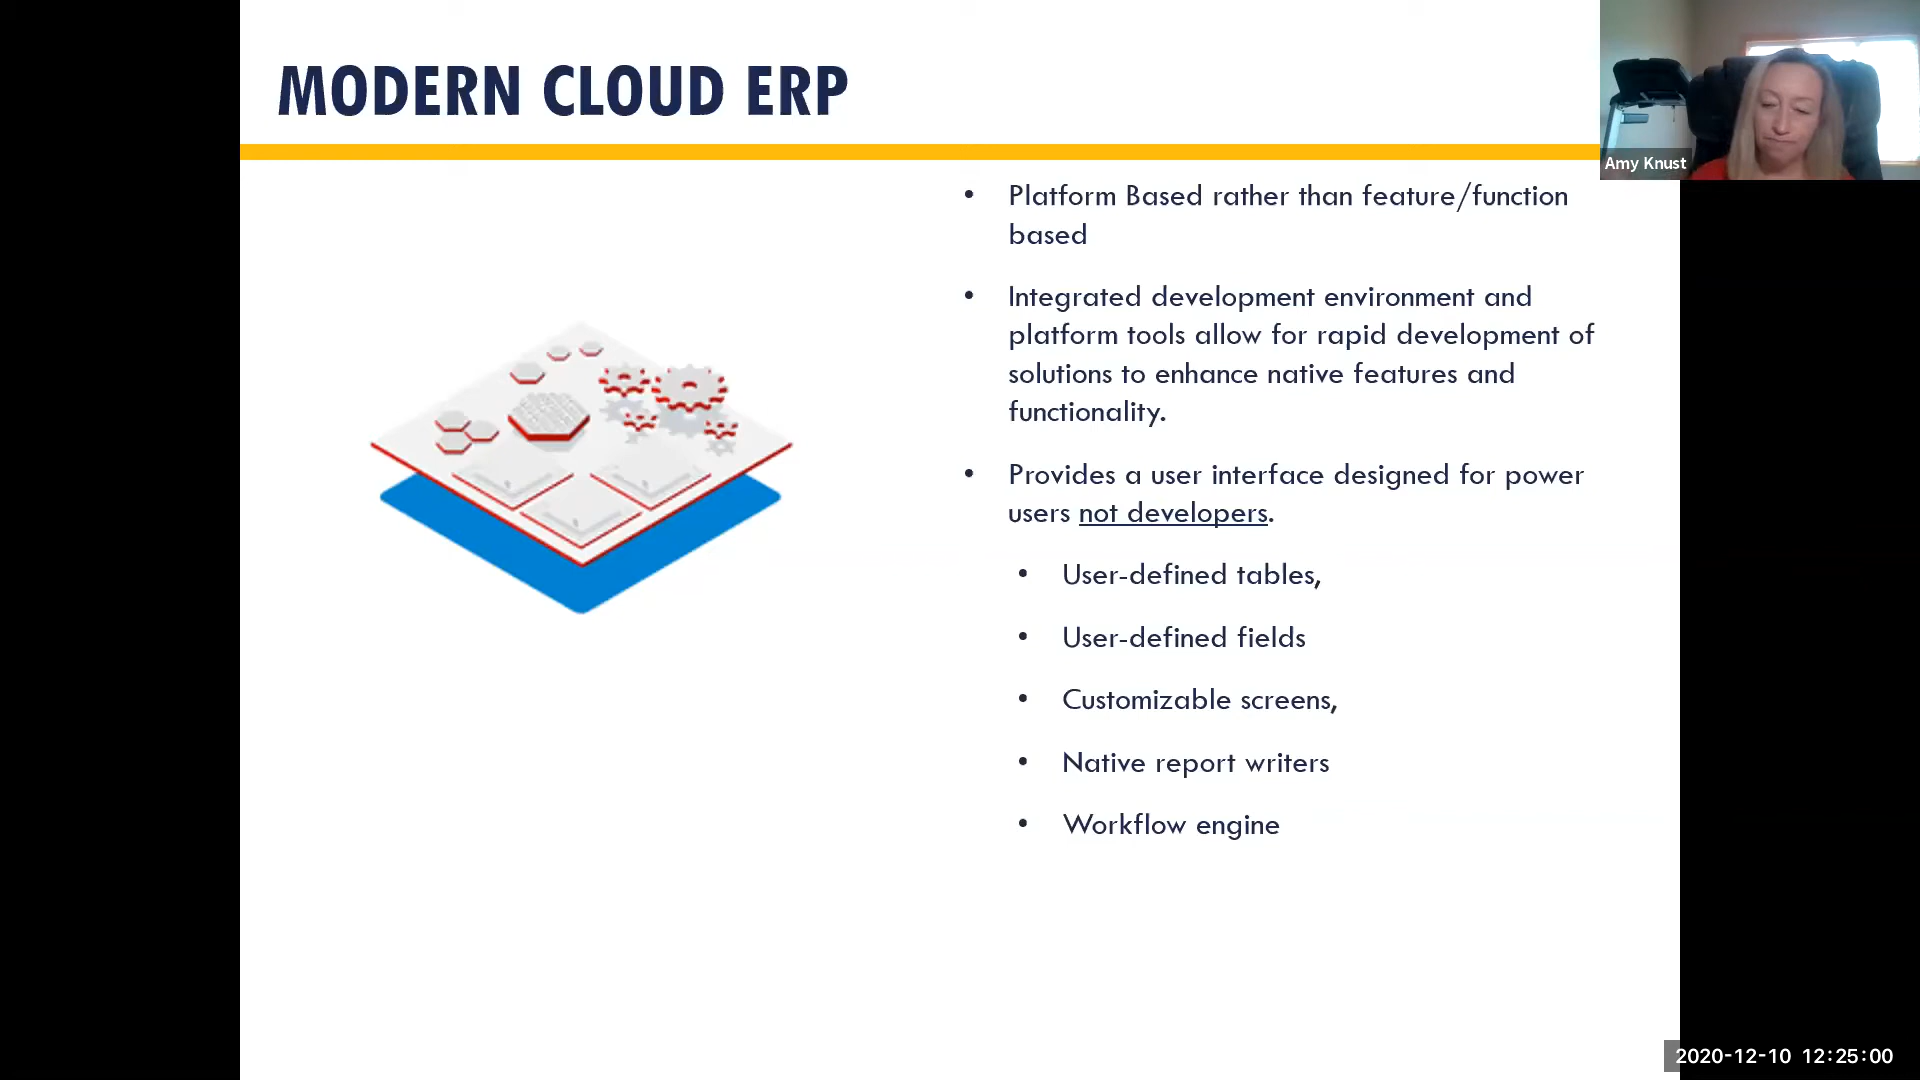 MODERN CLOUD ERP
Amy Knust
• Platform Based rather than feature/function
based
• Integrated development environment and
platform tools allow for rapid development of
solutions to enhance native features and
functionality.
• Provides a user interface designed for power
users not developers.
• User-defined tables,
• User-defined fields
• Customizable screens,
• Native report writers
• Workflow engine
2020-12-10 12:25:00